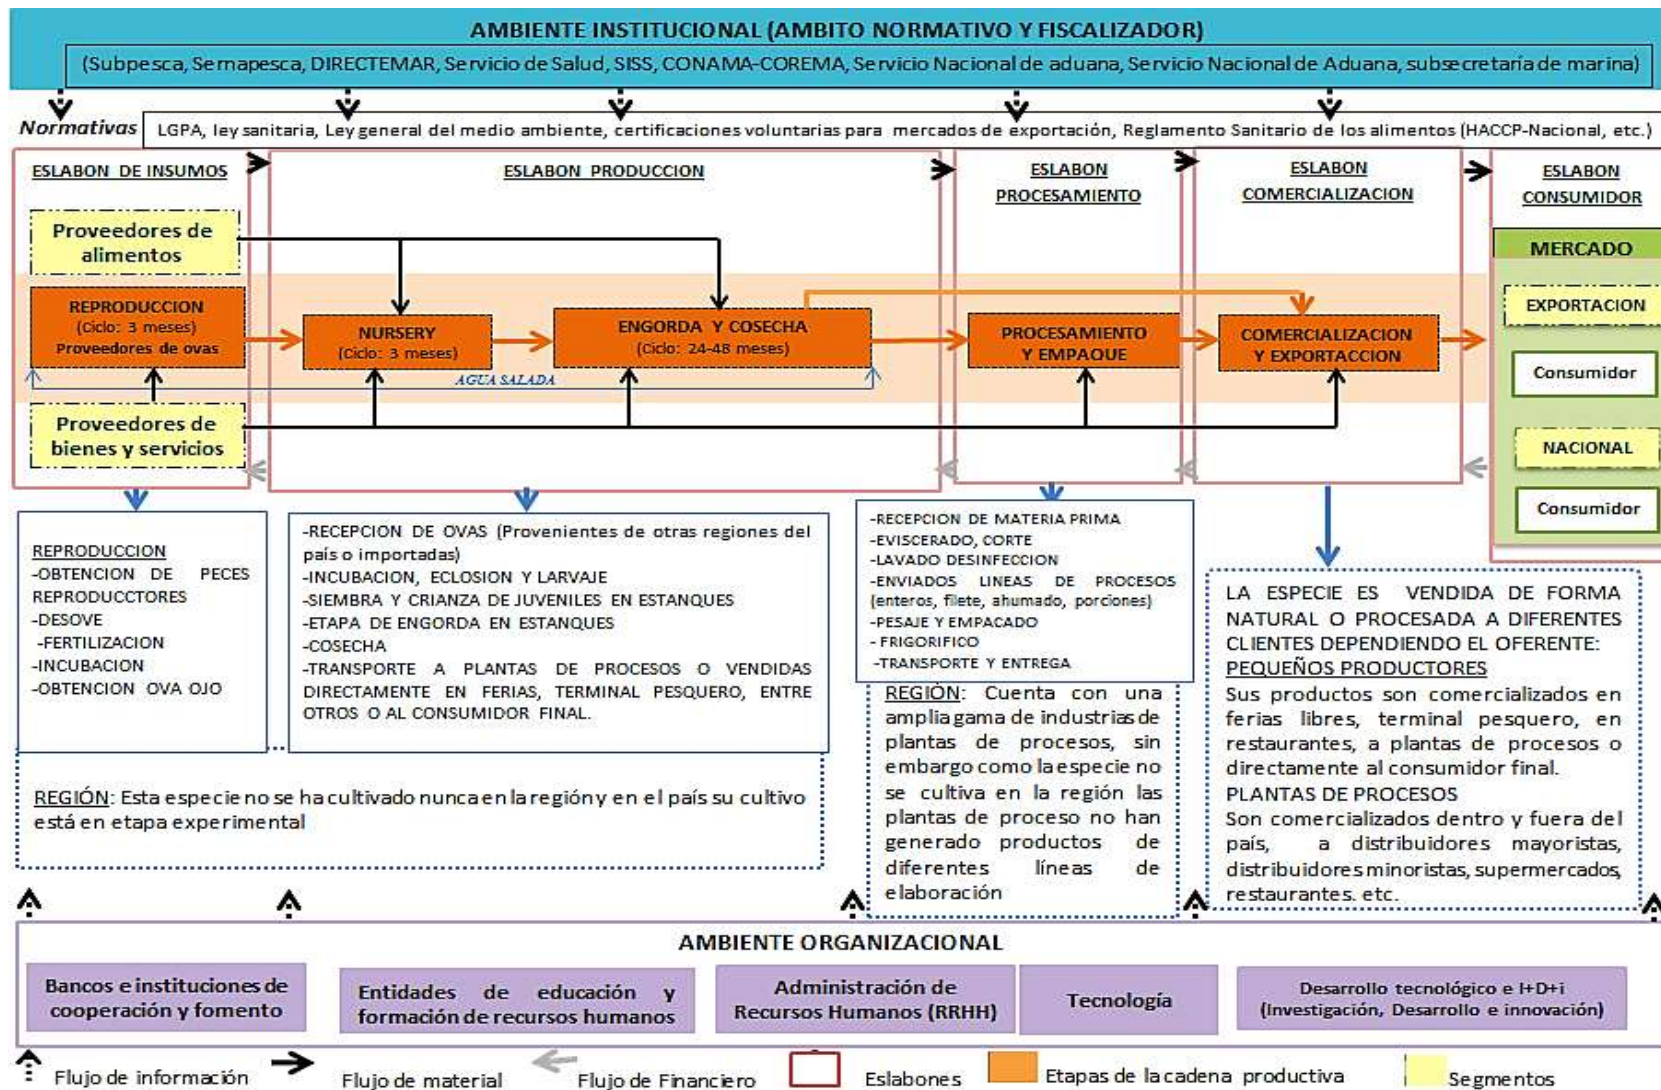 AMBIENTE INSTITUCIONAL (AMBITO NORMATIVO Y FISCALIZADOR)
(Subpesca, Sernapesca, DIRECTEMAR, Servicio de Salud, SISS, CONAMA-COREMA, Servicio Nacional de aduana, Servicio Nacional de Aduana, subsecretaría de marina)
Normativas
LGPA, ley sanitaria, Ley general del medio ambiente, certificaciones voluntarias para mercados de exportación, Reglamento Sanitario de los alimentos (HACCP-Nacional, etc.)
ESLABON DE INSUMOS
ESLABON PRODUCCION
ESLABON
PROCESAMIENTO
ESLABON
COMERCIALIZACION
ESLABON
CONSUMIDOR
Proveedores de
alimentos
REPRODUCCION
(Ciclo: 3 meses)
Proveedores de ovas
NURSERY
(Ciclo: 3 meses)
ENGORDA Y COSECHA
(Ciclo: 24-48 meses)
PROCESAMIENTO
Y EMPAQUE
COMERCIALIZACION
Y EXPORTACCION
AGUA SALADA
Proveedores de
bienes y servicios
MERCADO
EXPORTACION
Consumidor
NACIONAL
Consumidor
REPRODUCCION
-OBTENCION DE PECES
REPRODUCCTORES
-DESOVE
-FERTILIZACION
-INCUBACION
-OBTENCION OVA OJO
-RECEPCION DE OVAS (Provenientes de otras regiones del
país o importadas)
-INCUBACION, ECLOSION Y LARVAJE
-SIEMBRA Y CRIANZA DE JUVENILES EN ESTANQUES
-ETAPA DE ENGORDA EN ESTANQUES
-COSECHA
-TRANSPORTE A PLANTAS DE PROCESOS O VENDIDAS
DIRECTAMENTE EN FERIAS, TERMINAL PESQUERO, ENTRE
OTROS O AL CONSUMIDOR FINAL.
REGIÓN: Esta especie no se ha cultivado nunca en la región y en el país su cultivo
está en etapa experimental
-RECEPCION DE MATERIA PRIMA
-EVISCERADO, CORTE
-LAVADO DESINFECCION
-ENVIADOS LINEAS DE PROCESOS
(enteros, filete, ahumado, porciones)
-PESAJE Y EMPACADO
- FRIGORIFICO
-TRANSPORTE Y ENTREGA
REGIÓN: Cuenta con una
amplia gama de industrias de
plantas de procesos, sin
embargo como la especie no
se cultiva en la región las
plantas de proceso no han
generado productos de
diferentes líneas de
elaboración
LA ESPECIE ES VENDIDA DE FORMA
NATURAL O PROCESADA A DIFERENTES
CLIENTES DEPENDIENDO EL OFERENTE:
PEQUEÑOS PRODUCTORES
Sus productos son comercializados en
ferias libres, terminal pesquero, en
restaurantes, a plantas de procesos o
directamente al consumidor final.
PLANTAS DE PROCESOS
Son comercializados dentro y fuera del
país, a distribuidores mayoristas,
distribuidores minoristas, supermercados,
restaurantes. etc.
AMBIENTE ORGANIZACIONAL
Bancos e instituciones de
cooperación y fomento
Entidades de educación y
formación de recursos humanos
Administración de
Recursos Humanos (RRHH)
Tecnología
Desarrollo tecnológico e I+D+i
(Investigación, Desarrollo e innovación)
Flujo de información
Flujo de material
Flujo de Financiero
Eslabones
Etapas de la cadena productiva
Segmentos